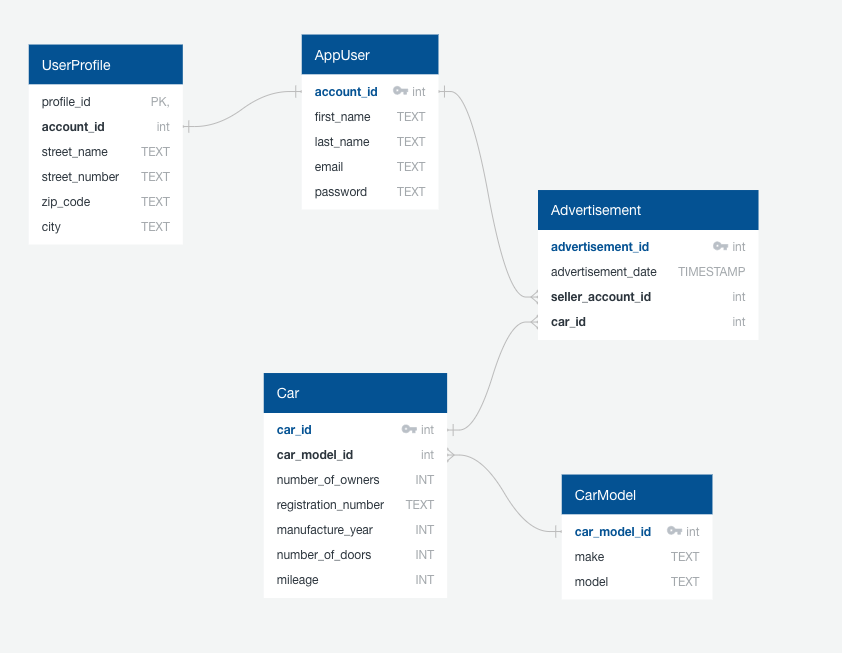 UserProfile
profile_id PK,
account_id int
street_name TEXT
street_number TEXT
zip_code TEXT
city TEXT
AppUser
account_id int
first_name TEXT
last_name TEXT
email TEXT
password TEXT
Advertisement
advertisement_id int
advertisement_date TIMESTAMP
seller_account_id int
car_id int
Car
car_id int
car_model_id int
number_of_owners INT
registration_number TEXT
manufacture_year INT
number_of_doors INT
mileage INT
CarModel
car_model_id int
make TEXT
model TEXT